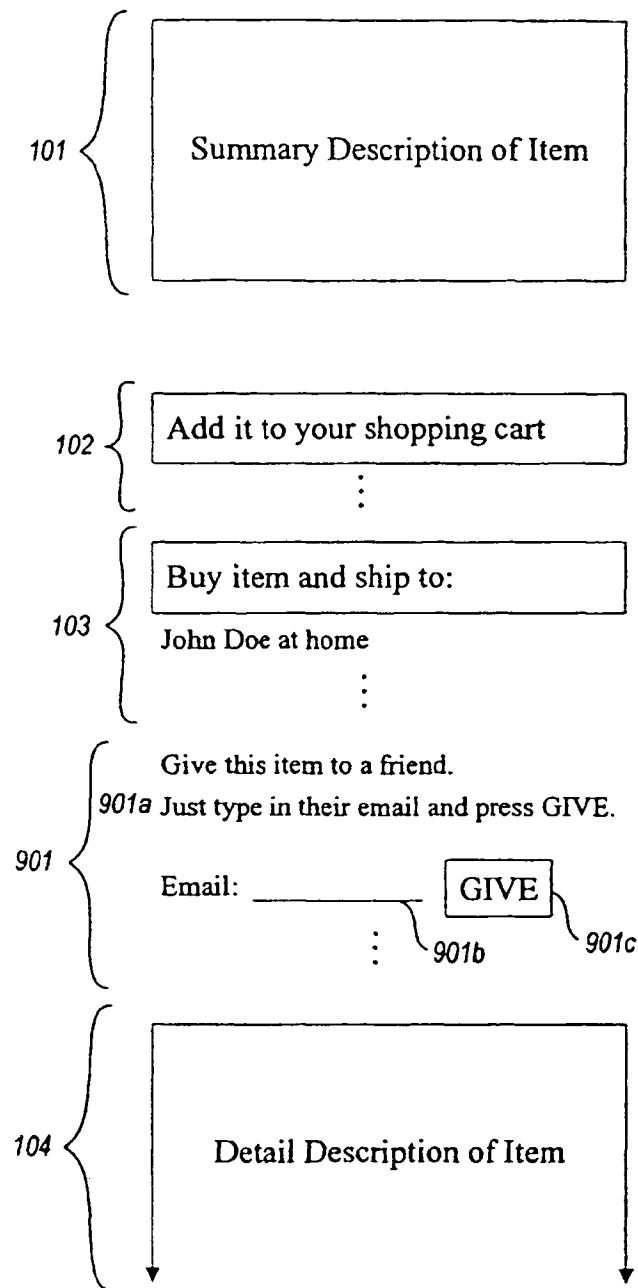 101
Summary Description of Item
102
Add it to your shopping cart
103
Buy item and ship to:
John Doe at home
Give this item to a friend.
901a Just type in their email and press GIVE.
901
Email: GIVE
901b
901c
104
Detail Description of Item